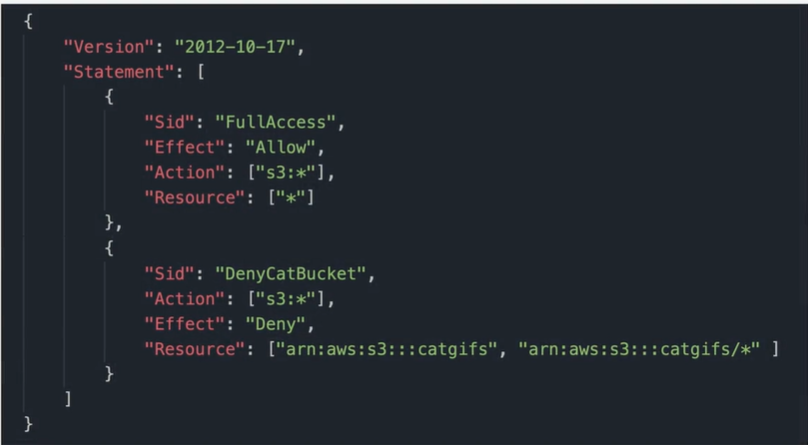 {
    "Version": "2012-10-17",
    "Statement": [
        {
            "Sid": "FullAccess",
            "Effect": "Allow",
            "Action": ["s3:*"],
            "Resource": ["*"]
        },
        {
            "Sid": "DenyCatBucket",
            "Action": ["s3:*"],
            "Effect": "Deny",
            "Resource": ["arn:aws:s3:::catgifs", "arn:aws:s3:::catgifs/*" ]
        }
    ]
}